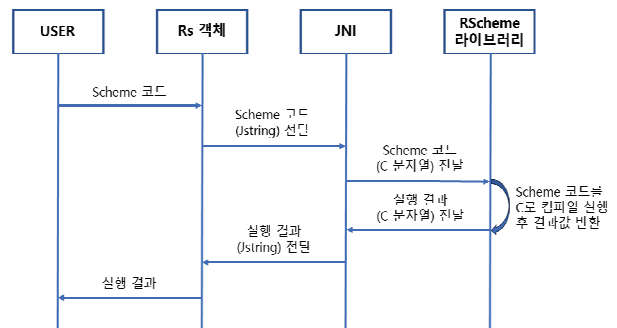 USER
Rs 객체
JNI
RScheme
라이브러리
Scheme 코드
Scheme 코드
(Jstring) 전달
Scheme 코드
(C 문자열) 전달
Scheme 코드를
C로 컴파일 실행
후 결과값 반환
실행 결과
(C 문자열) 전달
실행 결과
(Jstring) 전달
실행 결과